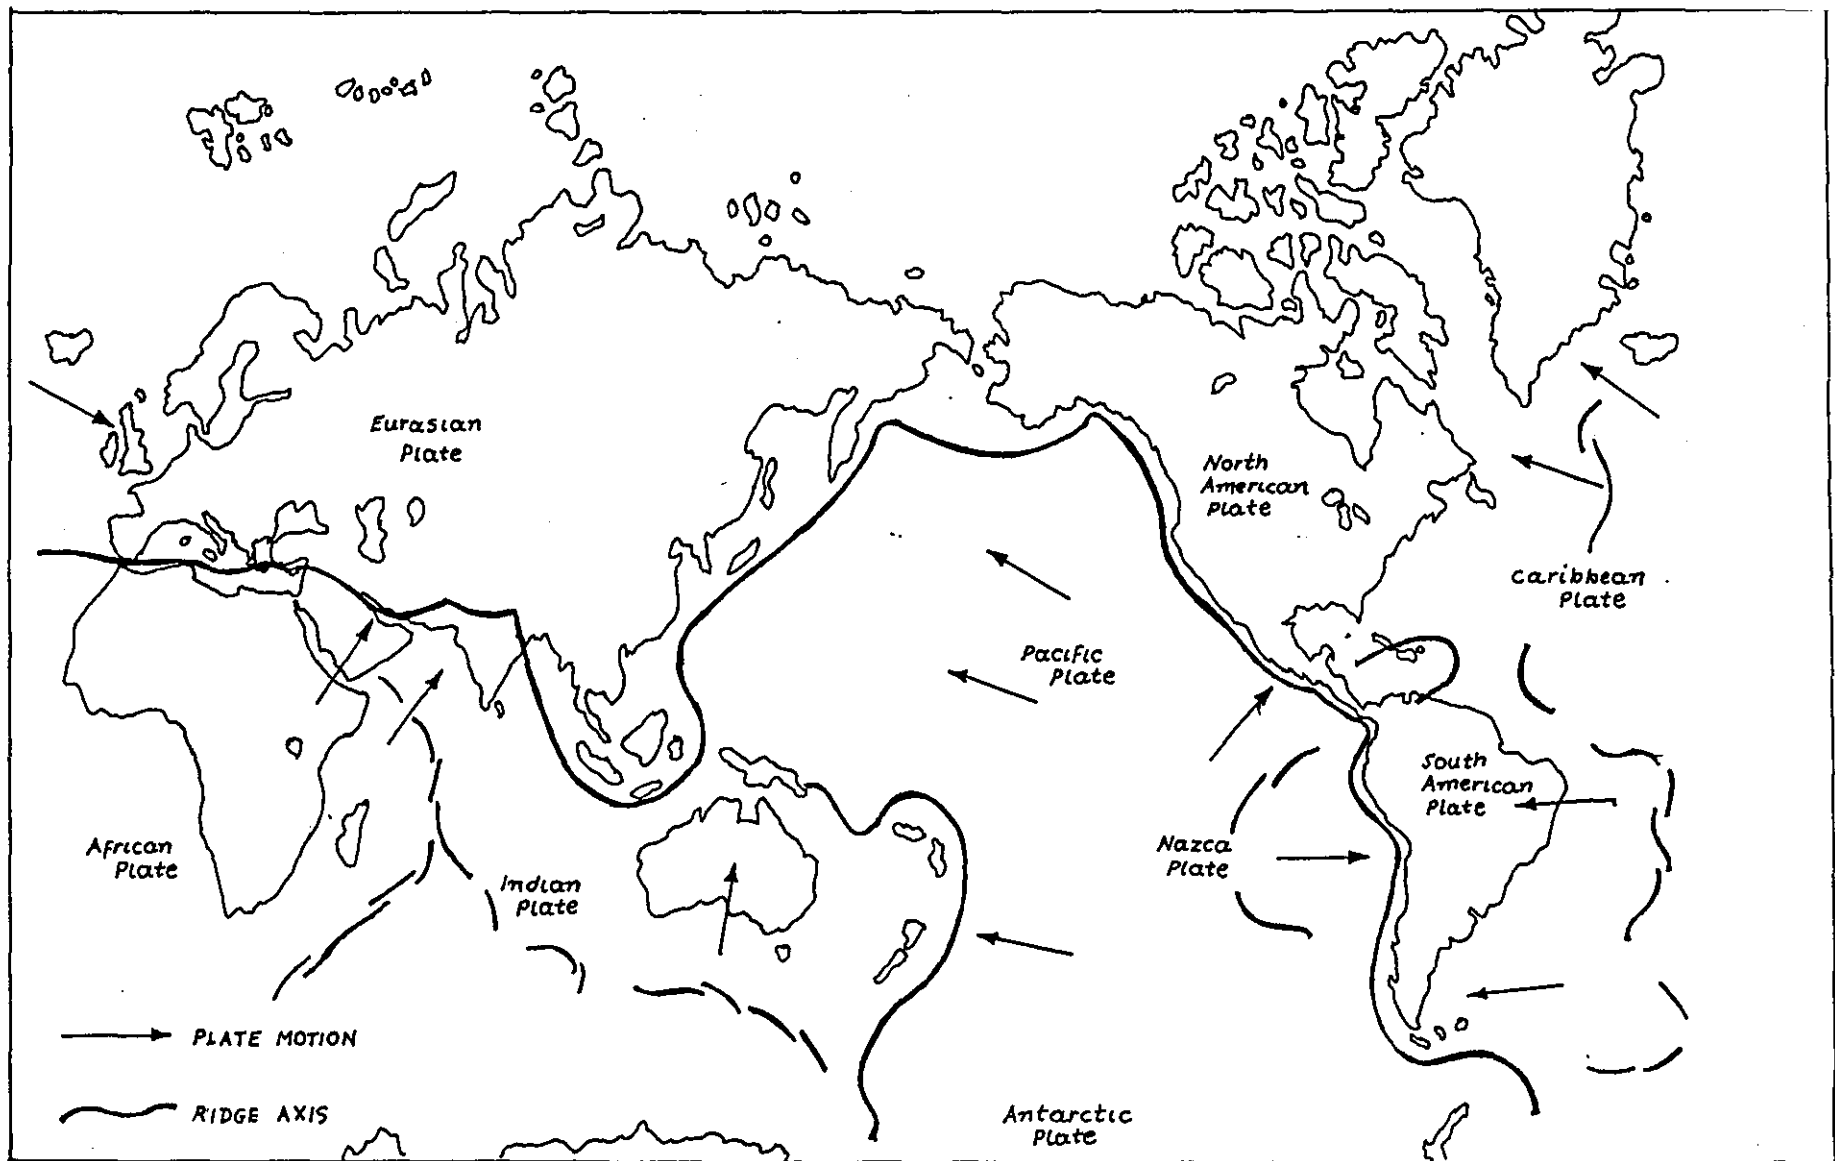 Eurasian
Plate
North
American
Plate
Caribbean
Plate
Pacific
Plate
South
American
Plate
African
Plate
Indian
Plate
Nazca
Plate
PLATE MOTION
RIDGE AXIS
Antarctic
Plate